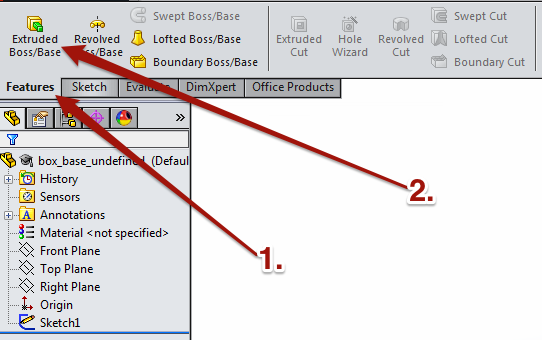 Extruded Boss/Base
Revolved Boss/Base
Swept Boss/Base
Lofted Boss/Base
Boundary Boss/Base
Extruded Cut
Hole Wizard
Revolved Cut
Swept Cut
Lofted Cut
Boundary Cut
Features Sketch Evaluate DimXpert Office Products
»
box_base_undefined (Defaul
History
Sensors
Annotations
Material <not specified>
Front Plane
Top Plane
Right Plane
Origin
Sketch1
2.
1.